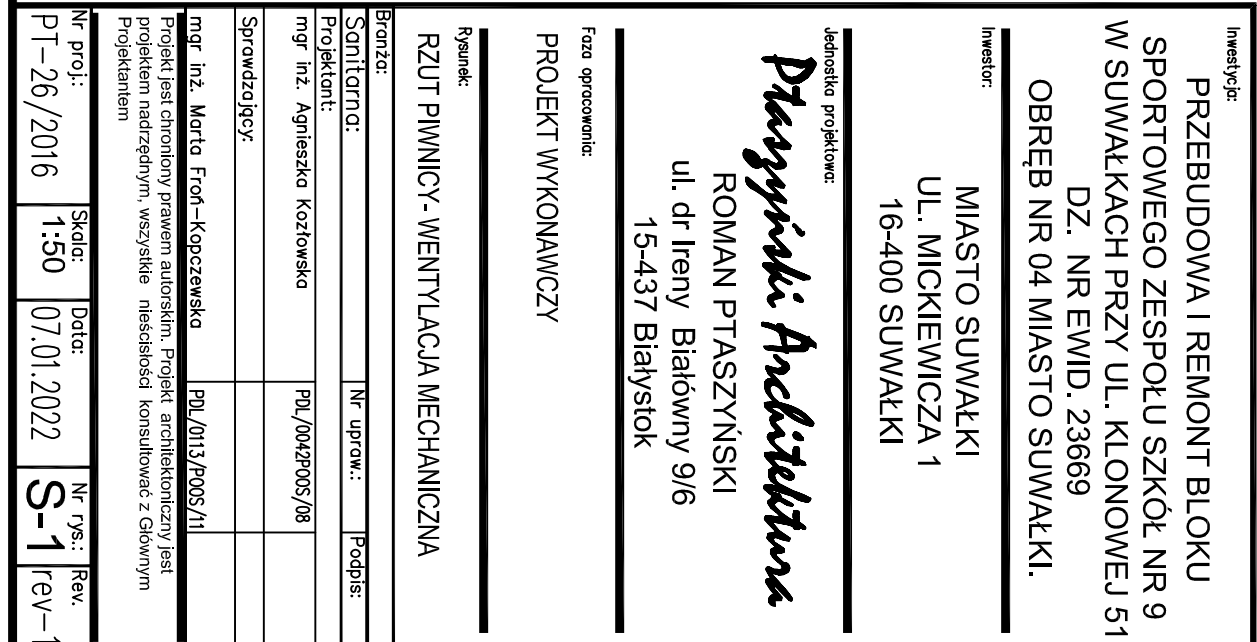 Inwestycja:
PRZEBUDOWA I REMONT BLOKU
SPORTOWEGO ZESPOŁU SZKÓŁ NR 9
W SUWAŁKACH PRZY UL. KLONOWEJ 51
DZ. NR EWID. 23669
OBRĘB NR 04 MIASTO SUWAŁKI.
Inwestor:
MIASTO SUWAŁKI
UL. MICKIEWICZA 1
16-400 SUWAŁKI
Jednostka projektowa:
Ptaszyński Architektura
ROMAN PTASZYŃSKI
ul. dr Ireny Białówny 9/6
15-437 Białystok
Faza opracowania:
PROJEKT WYKONAWCZY
Rysunek:
RZUT PIWNICY- WENTYLACJA MECHANICZNA
Branża:
Sanitarna: Nr upraw.: Podpis:
Projektant:
mgr inż. Agnieszka Kozłowska PDL/0042POOS/08
Sprawdzający:
mgr inż. Marta Froń-Kopczewska PDL/0113/POOS/11
Projekt jest chroniony prawem autorskim. Projekt architektoniczny jest
projektem nadrzędnym, wszystkie nieścisłości konsultować z Głównym
Projektantem
Nr proj.: Skala: Data: Nr rys.: Rev.
PT-26/2016 1:50 07.01.2022 S-1 rev-1